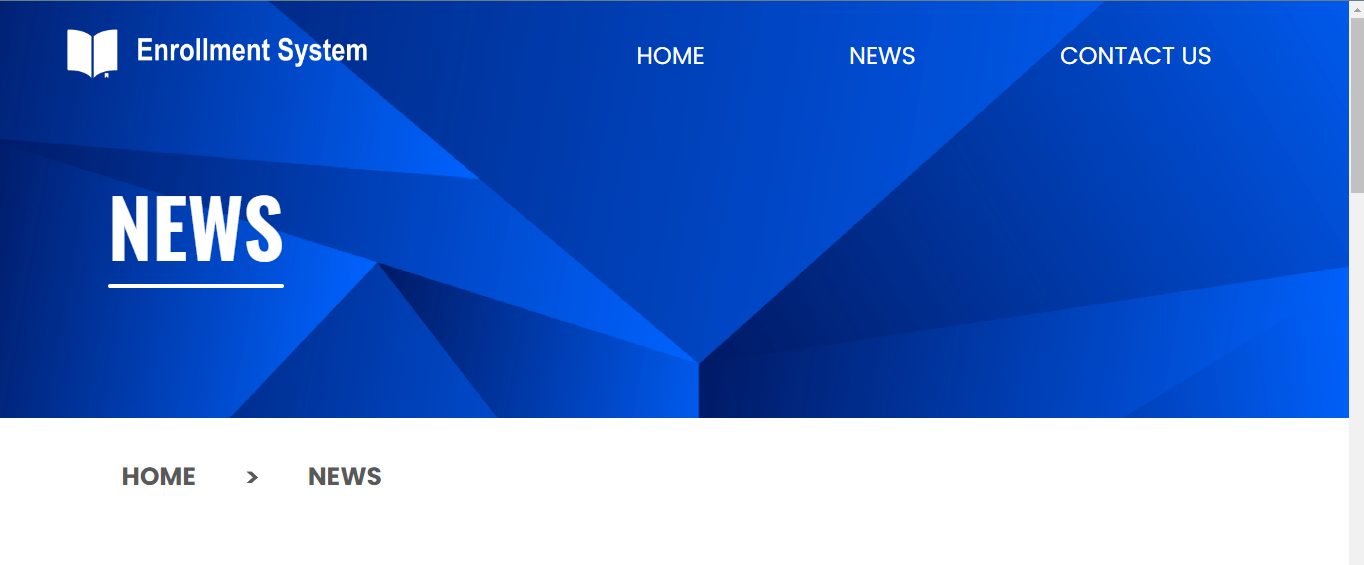 Enrollment System
HOME NEWS CONTACT US
NEWS
HOME > NEWS